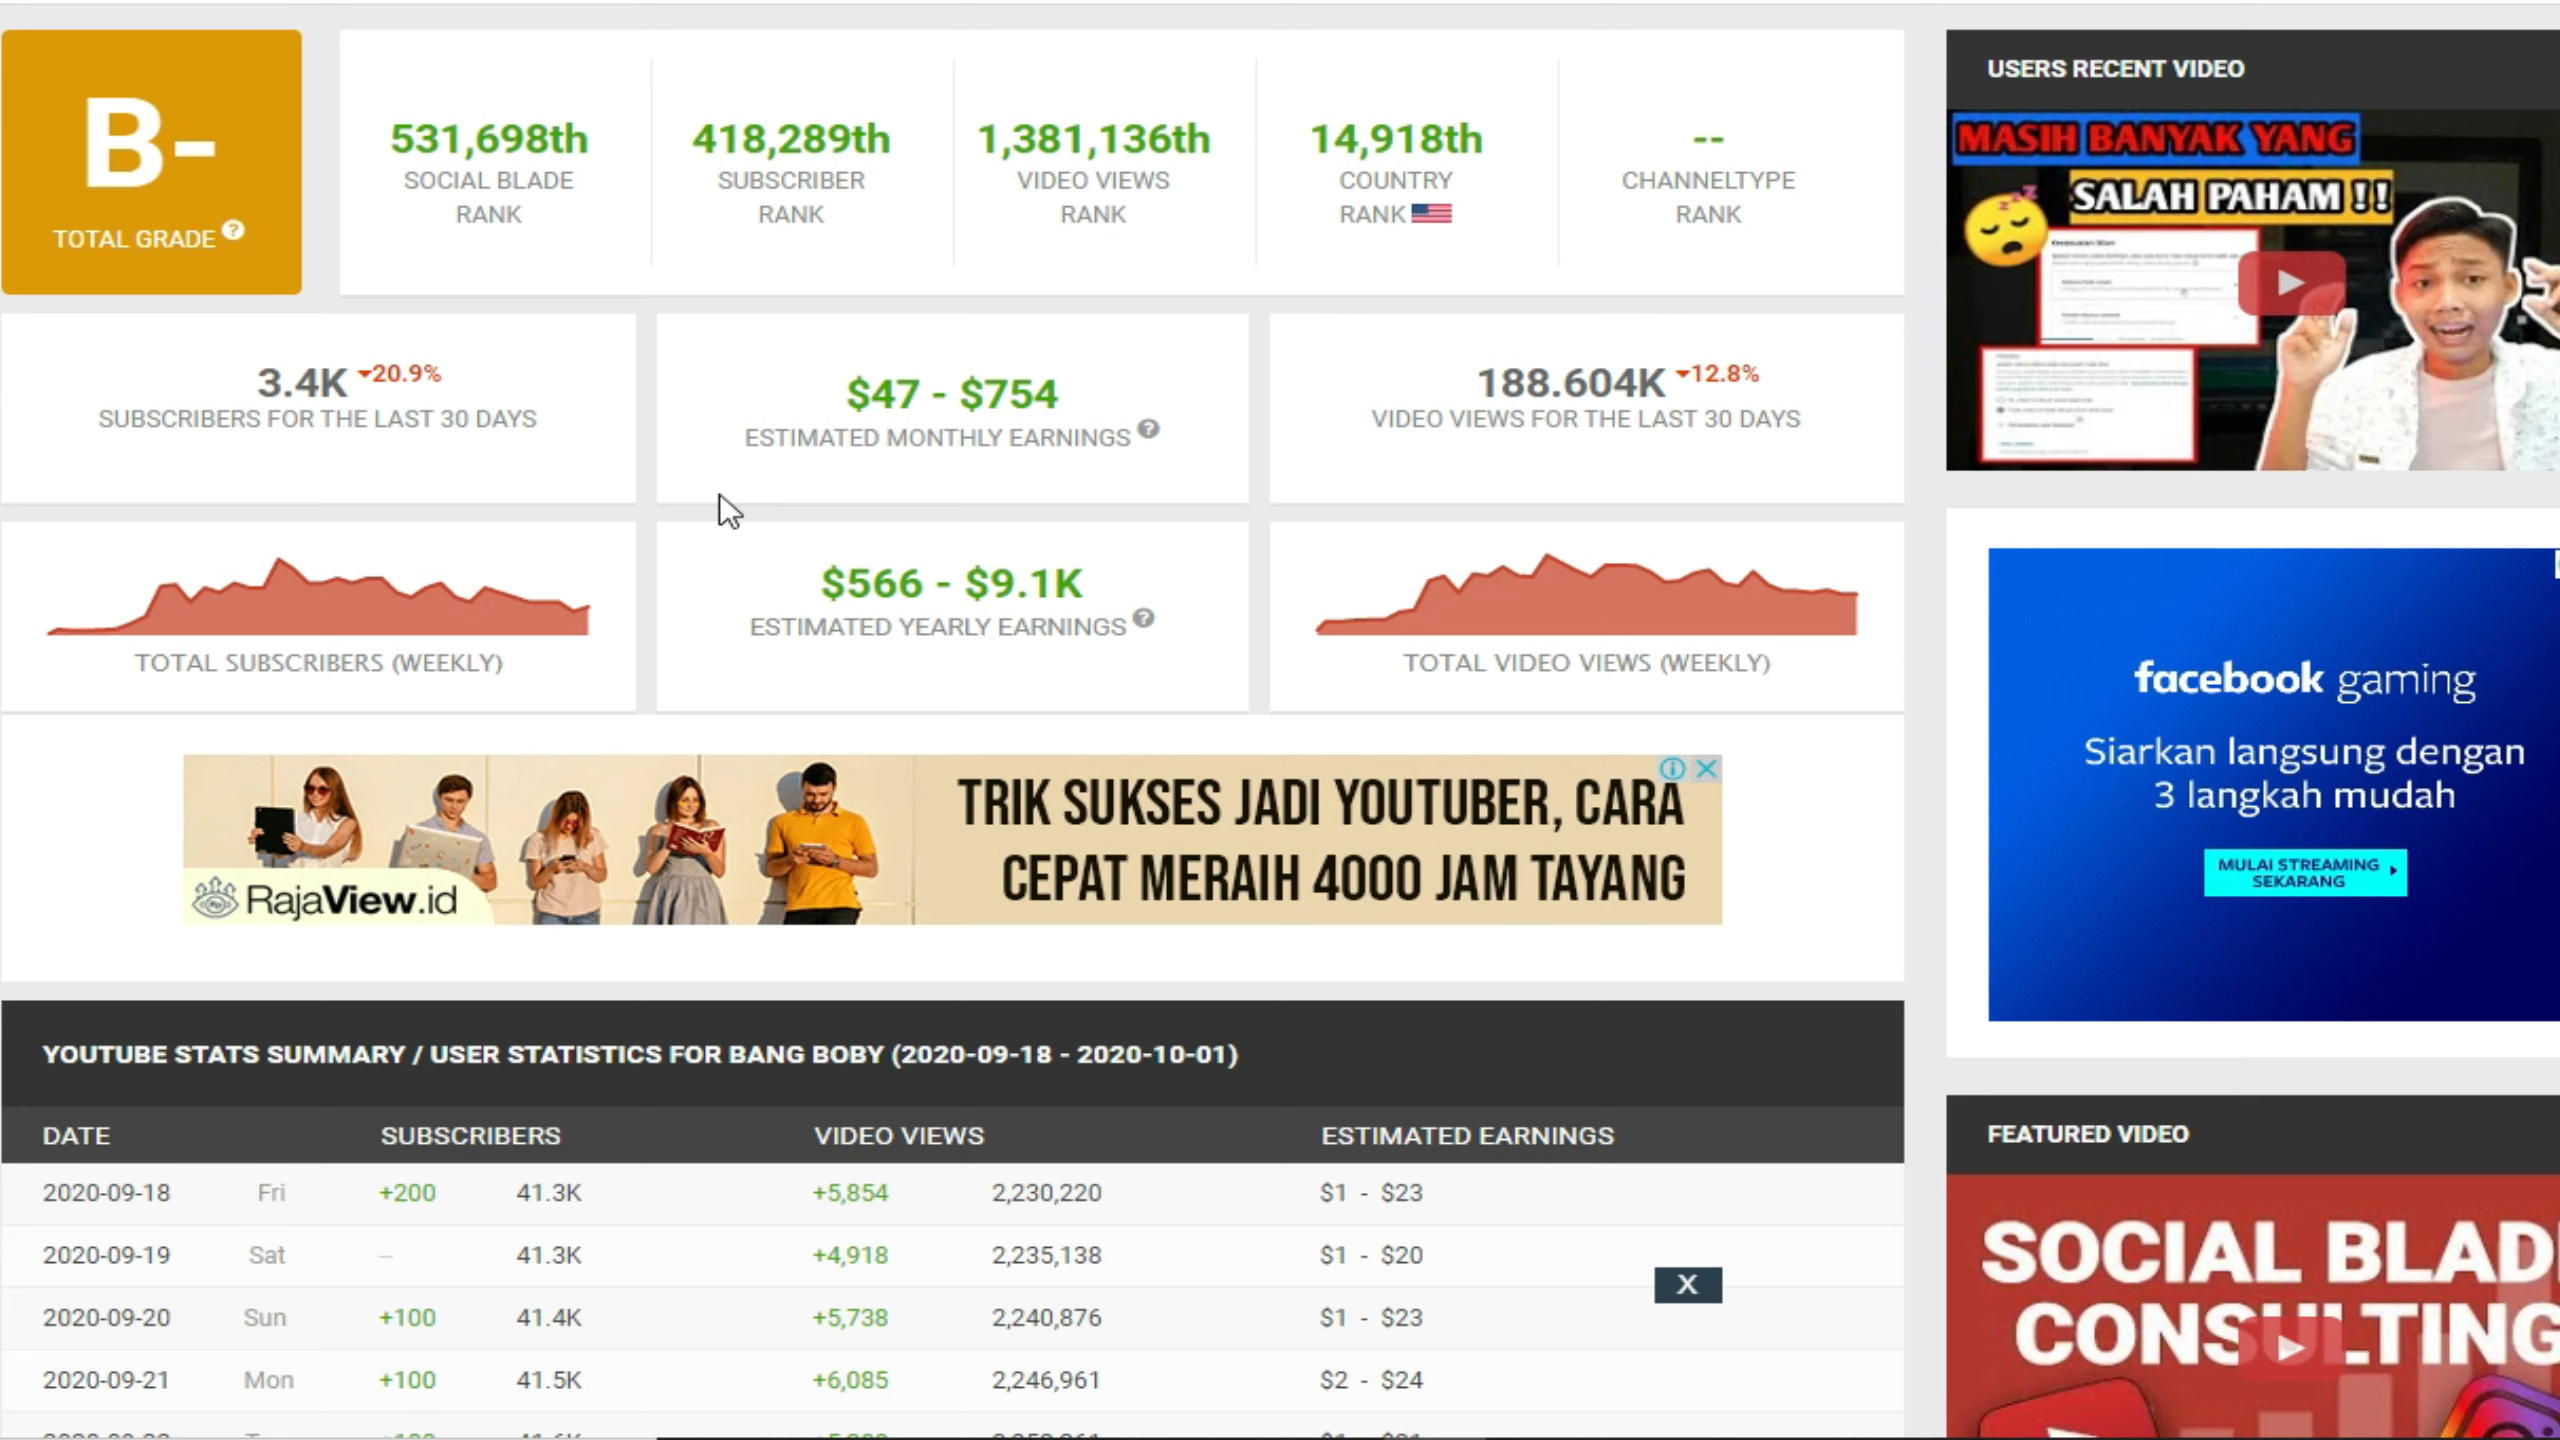 B-
TOTAL GRADE ?
531,698th
SOCIAL BLADE
RANK
418,289th
SUBSCRIBER
RANK
1,381,136th
VIDEO VIEWS
RANK
14,918th
COUNTRY
RANK
--
CHANNELTYPE
RANK
3.4K 20.9%
SUBSCRIBERS FOR THE LAST 30 DAYS
$47 - $754
ESTIMATED MONTHLY EARNINGS ?
188.604K 12.8%
VIDEO VIEWS FOR THE LAST 30 DAYS
TOTAL SUBSCRIBERS (WEEKLY)
$566 - $9.1K
ESTIMATED YEARLY EARNINGS ?
TOTAL VIDEO VIEWS (WEEKLY)
TRIK SUKSES JADI YOUTUBER, CARA
CEPAT MERAIH 4000 JAM TAYANG
RajaView.id
YOUTUBE STATS SUMMARY / USER STATISTICS FOR BANG BOBY (2020-09-18 - 2020-10-01)
DATE SUBSCRIBERS VIDEO VIEWS ESTIMATED EARNINGS
2020-09-18 Fri +200 41.3K +5,854 2,230,220 $1 - $23
2020-09-19 Sat -- 41.3K +4,918 2,235,138 $1 - $20
2020-09-20 Sun +100 41.4K +5,738 2,240,876 $1 - $23
2020-09-21 Mon +100 41.5K +6,085 2,246,961 $2 - $24
X
USERS RECENT VIDEO
MASIH BANYAK YANG
SALAH PAHAM !!
facebook gaming
Siarkan langsung dengan
3 langkah mudah
MULAI STREAMING
SEKARANG
FEATURED VIDEO
SOCIAL BLAD